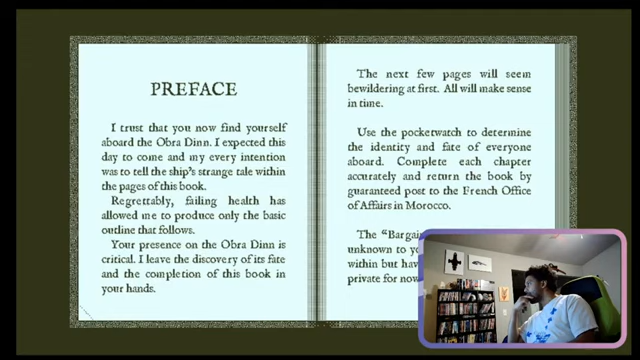 PREFACE
I trust that you now find yourself
aboard the Obra Dinn. I expected this
day to come and my every intention
was to tell the ship's strange tale within
the pages of this book.
Regrettably, failing health has
allowed me to produce only the basic
outline that follows.
Your presence on the Obra Dinn is
critical. I leave the discovery of its fate
and the completion of this book in
your hands.
The next few pages will seem
bewildering at first. All will make sense
in time.
Use the pocketwatch to determine
the identity and fate of everyone
aboard. Complete each chapter
accurately and return the book by
guaranteed post to the French Office
of Affairs in Morocco.
The "Bargai
unknown to yo
within but hav
private for now